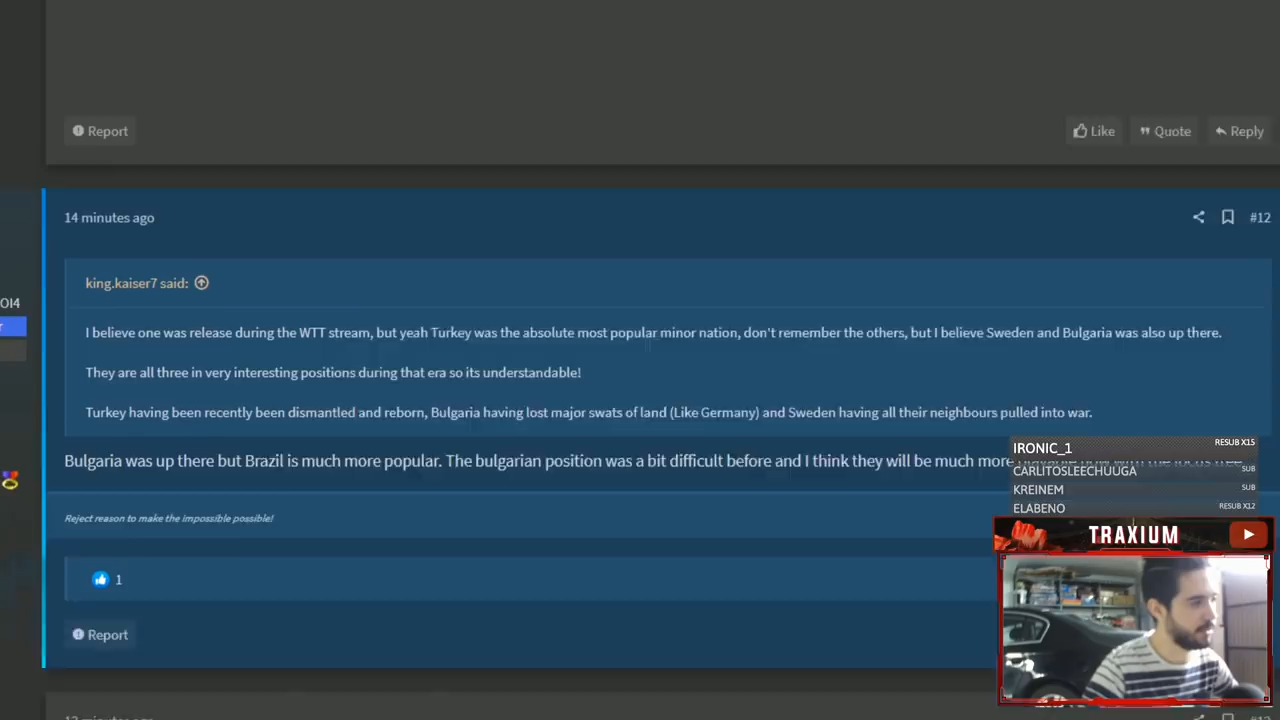 Report
Like
Quote
Reply
14 minutes ago
#12
OI4
king.kaiser7 said:
I believe one was release during the WTT stream, but yeah Turkey was the absolute most popular minor nation, don't remember the others, but I believe Sweden and Bulgaria was also up there.
They are all three in very interesting positions during that era so its understandable!
Turkey having been recently been dismantled and reborn, Bulgaria having lost major swats of land (Like Germany) and Sweden having all their neighbours pulled into war.
Bulgaria was up there but Brazil is much more popular. The bulgarian position was a bit difficult before and I think they will be much more
IRONIC_1 RESUB X15
CARLITOSLEECHUUGA SUB
KREINEM SUB
ELABENO RESUB X12
Reject reason to make the impossible possible!
TRAXIUM
1
Report